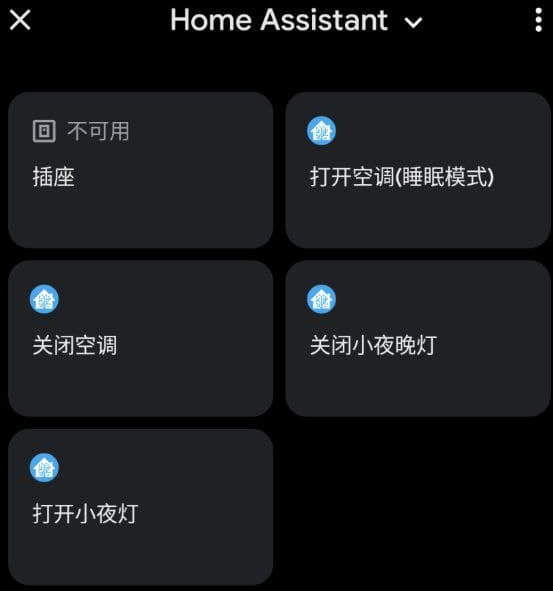 Home Assistant
不可用
插座
打开空调(睡眠模式)
关闭空调
关闭小夜晚灯
打开小夜灯